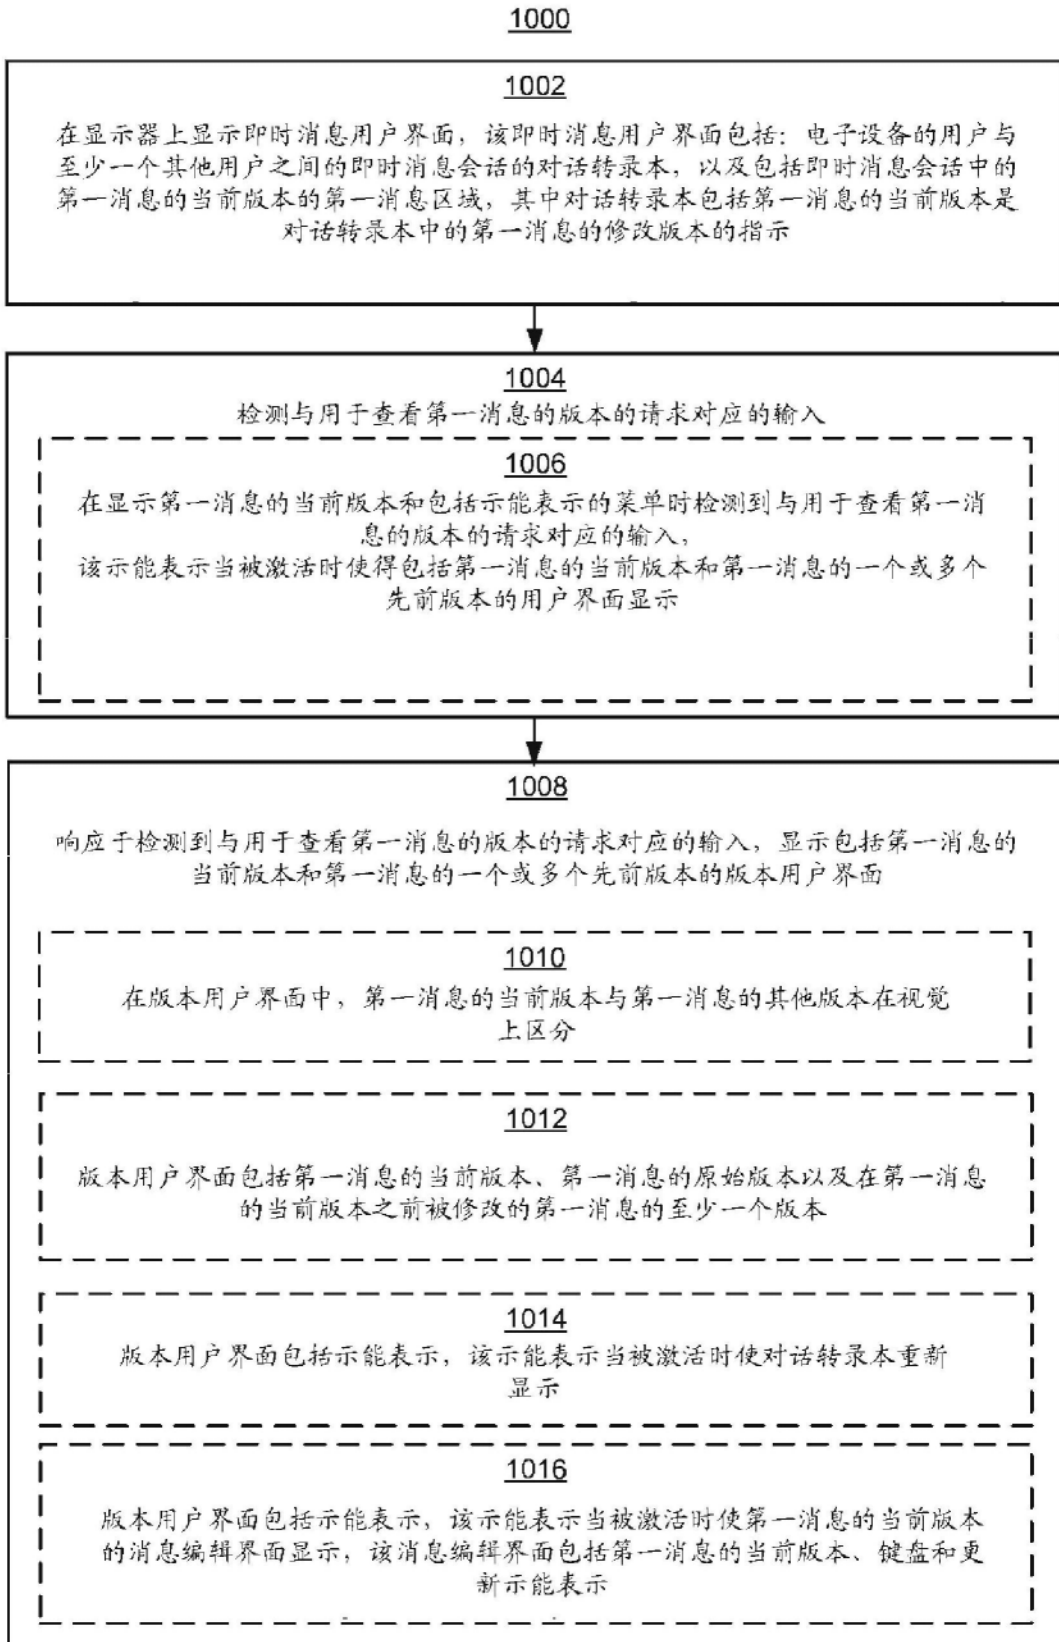 1000
1002
在显示器上显示即时消息用户界面，该即时消息用户界面包括：电子设备的用户与
至少一个其他用户之间的即时消息会话的对话转录本，以及包括即时消息会话中的
第一消息的当前版本的第一消息区域，其中对话转录本包括第一消息的当前版本是
对话转录本中的第一消息的修改版本的指示
1004
检测与用于查看第一消息的版本的请求对应的输入
1006
在显示第一消息的当前版本和包括示能表示的菜单时检测到与用于查看第一消
息的版本的请求对应的输入，
该示能表示当被激活时使得包括第一消息的当前版本和第一消息的一个或多个
先前版本的用户界面显示
1008
响应于检测到与用于查看第一消息的版本的请求对应的输入，显示包括第一消息的
当前版本和第一消息的一个或多个先前版本的版本用户界面
1010
在版本用户界面中，第一消息的当前版本与第一消息的其他版本在视觉
上区分
1012
版本用户界面包括第一消息的当前版本、第一消息的原始版本以及在第一消息
的当前版本之前被修改的第一消息的至少一个版本
1014
版本用户界面包括示能表示，该示能表示当被激活时使对话转录本重新
显示
1016
版本用户界面包括示能表示，该示能表示当被激活时使第一消息的当前版本
的消息编辑界面显示，该消息编辑界面包括第一消息的当前版本、键盘和更
新示能表示